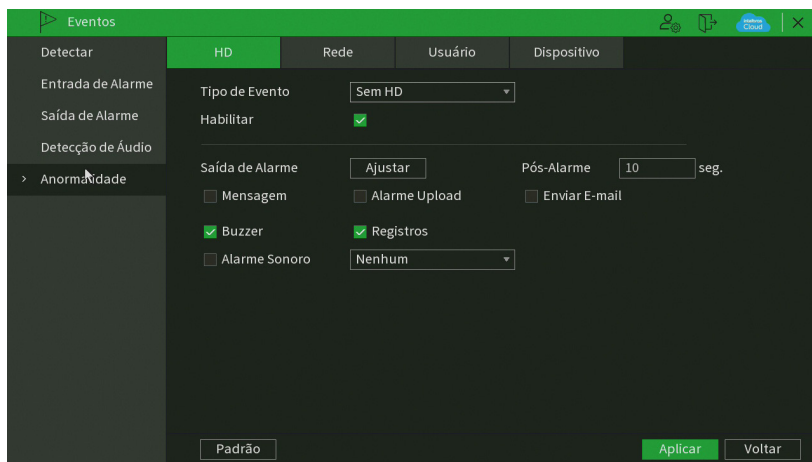 Eventos
intelbras Cloud
Detectar
Entrada de Alarme
Saída de Alarme
Detecção de Áudio
Anormalidade
HD Rede Usuário Dispositivo
Tipo de Evento Sem HD
Habilitar
Saída de Alarme Ajustar Pós-Alarme 10 seg.
Mensagem Alarme Upload Enviar E-mail
Buzzer Registros
Alarme Sonoro Nenhum
Padrão Aplicar Voltar